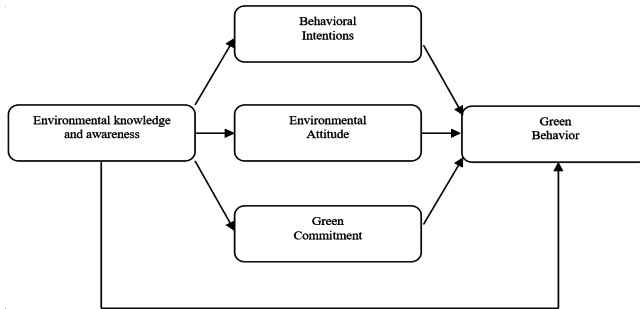 Behavioral
Intentions
Environmental knowledge
and awareness
Environmental
Attitude
Green
Behavior
Green
Commitment